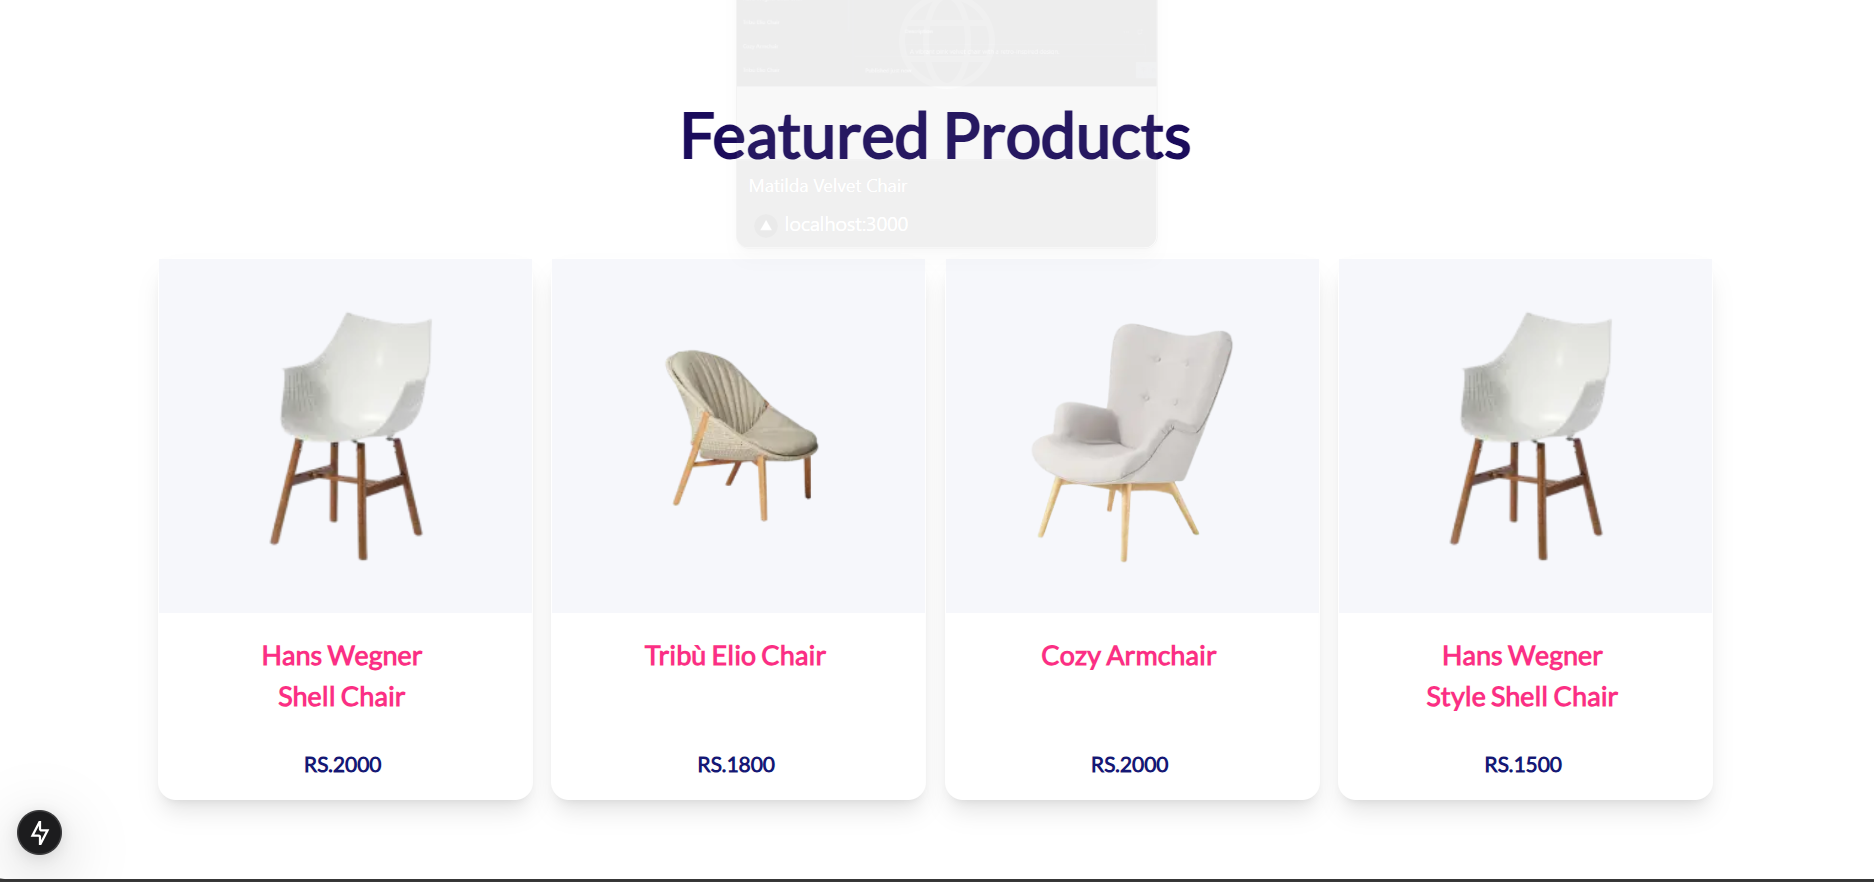 Featured Products
Matilda Velvet Chair
localhost:3000
Hans Wegner
Shell Chair
RS.2000
Tribù Elio Chair
RS.1800
Cozy Armchair
RS.2000
Hans Wegner
Style Shell Chair
RS.1500